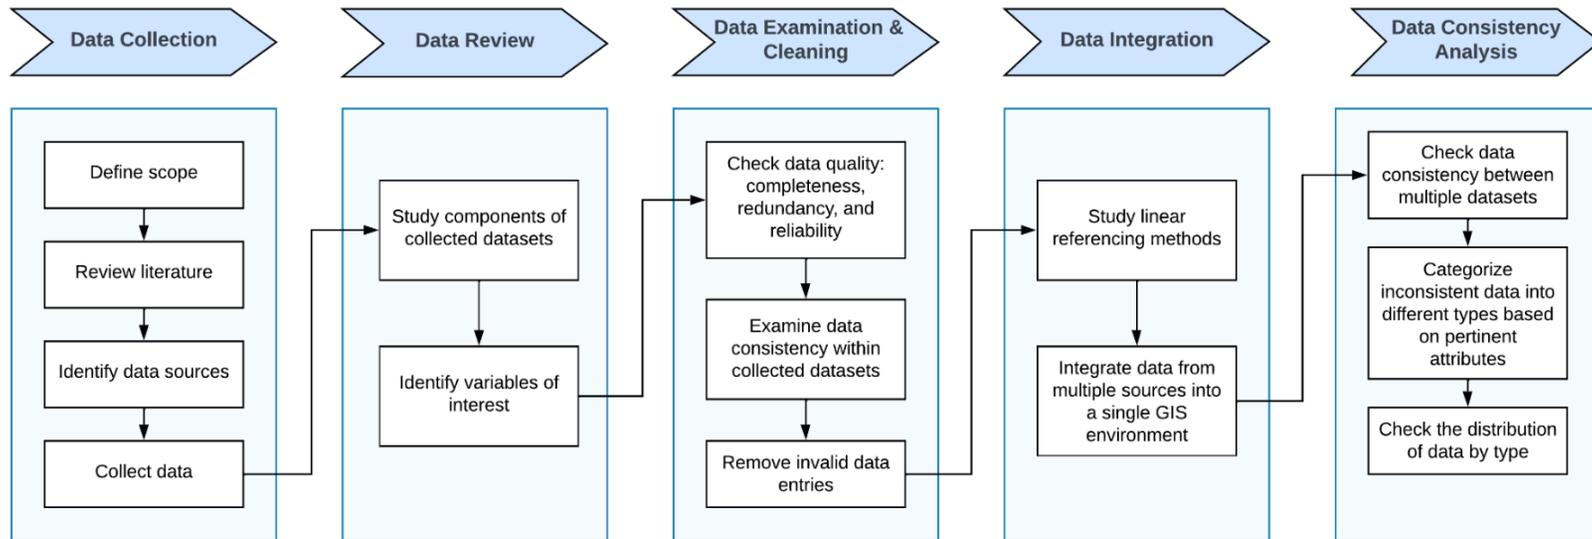 Data Collection
Data Review
Data Examination &
Cleaning
Data Integration
Data Consistency
Analysis
Define scope
Review literature
Identify data sources
Collect data
Study components of
collected datasets
Identify variables of
interest
Check data quality:
completeness,
redundancy, and
reliability
Examine data
consistency within
collected datasets
Remove invalid data
entries
Study linear
referencing methods
Integrate data from
multiple sources into
a single GIS
environment
Check data
consistency between
multiple datasets
Categorize
inconsistent data into
different types based
on pertinent
attributes
Check the distribution
of data by type